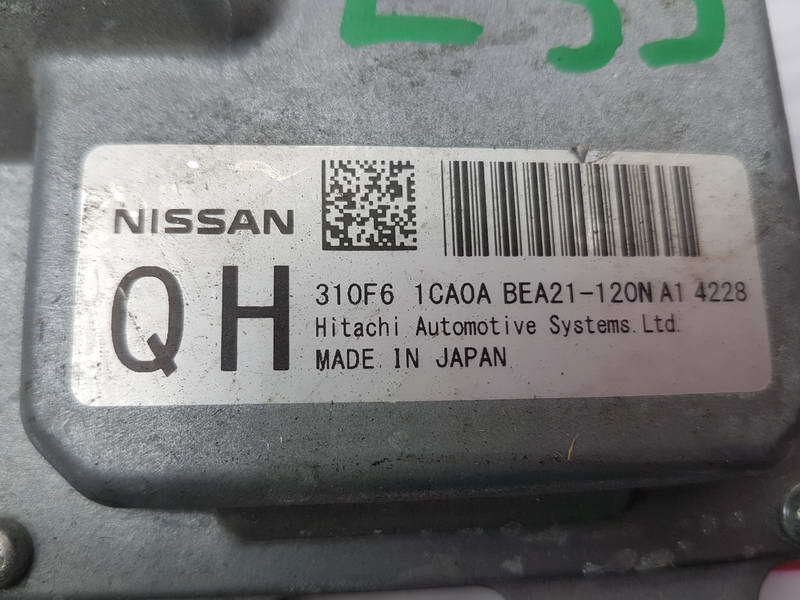 NISSAN
QH
310F6 1CA0A BEA21-120N A1 4228
Hitachi Automotive Systems.Ltd.
MADE IN JAPAN